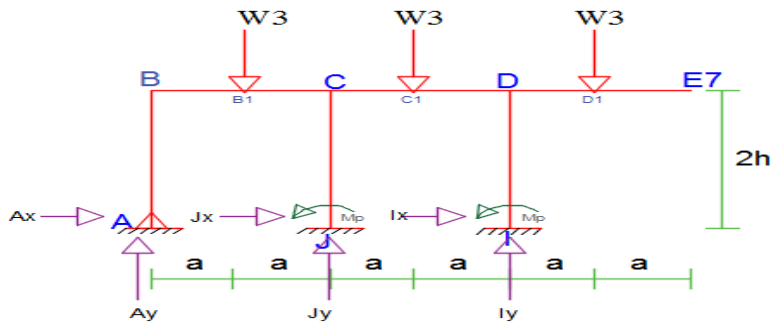 W3 W3 W3
B C D E7
B1 C1 D1
2h
Ax Jx Mp Ix Mp
A J I
a a a a a a
Ay Jy Iy